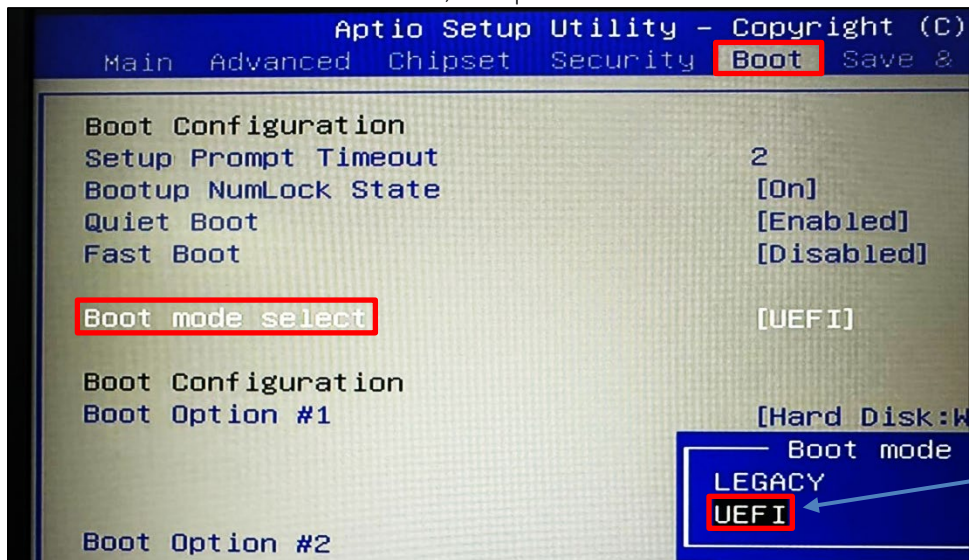 Aptio Setup Utility – Copyright (C)
Main Advanced Chipset Security Boot Save &
Boot Configuration
Setup Prompt Timeout 2
Bootup NumLock State [On]
Quiet Boot [Enabled]
Fast Boot [Disabled]
Boot mode select [UEFI]
Boot Configuration
Boot Option #1 [Hard Disk:W
Boot mode
LEGACY
UEFI
Boot Option #2